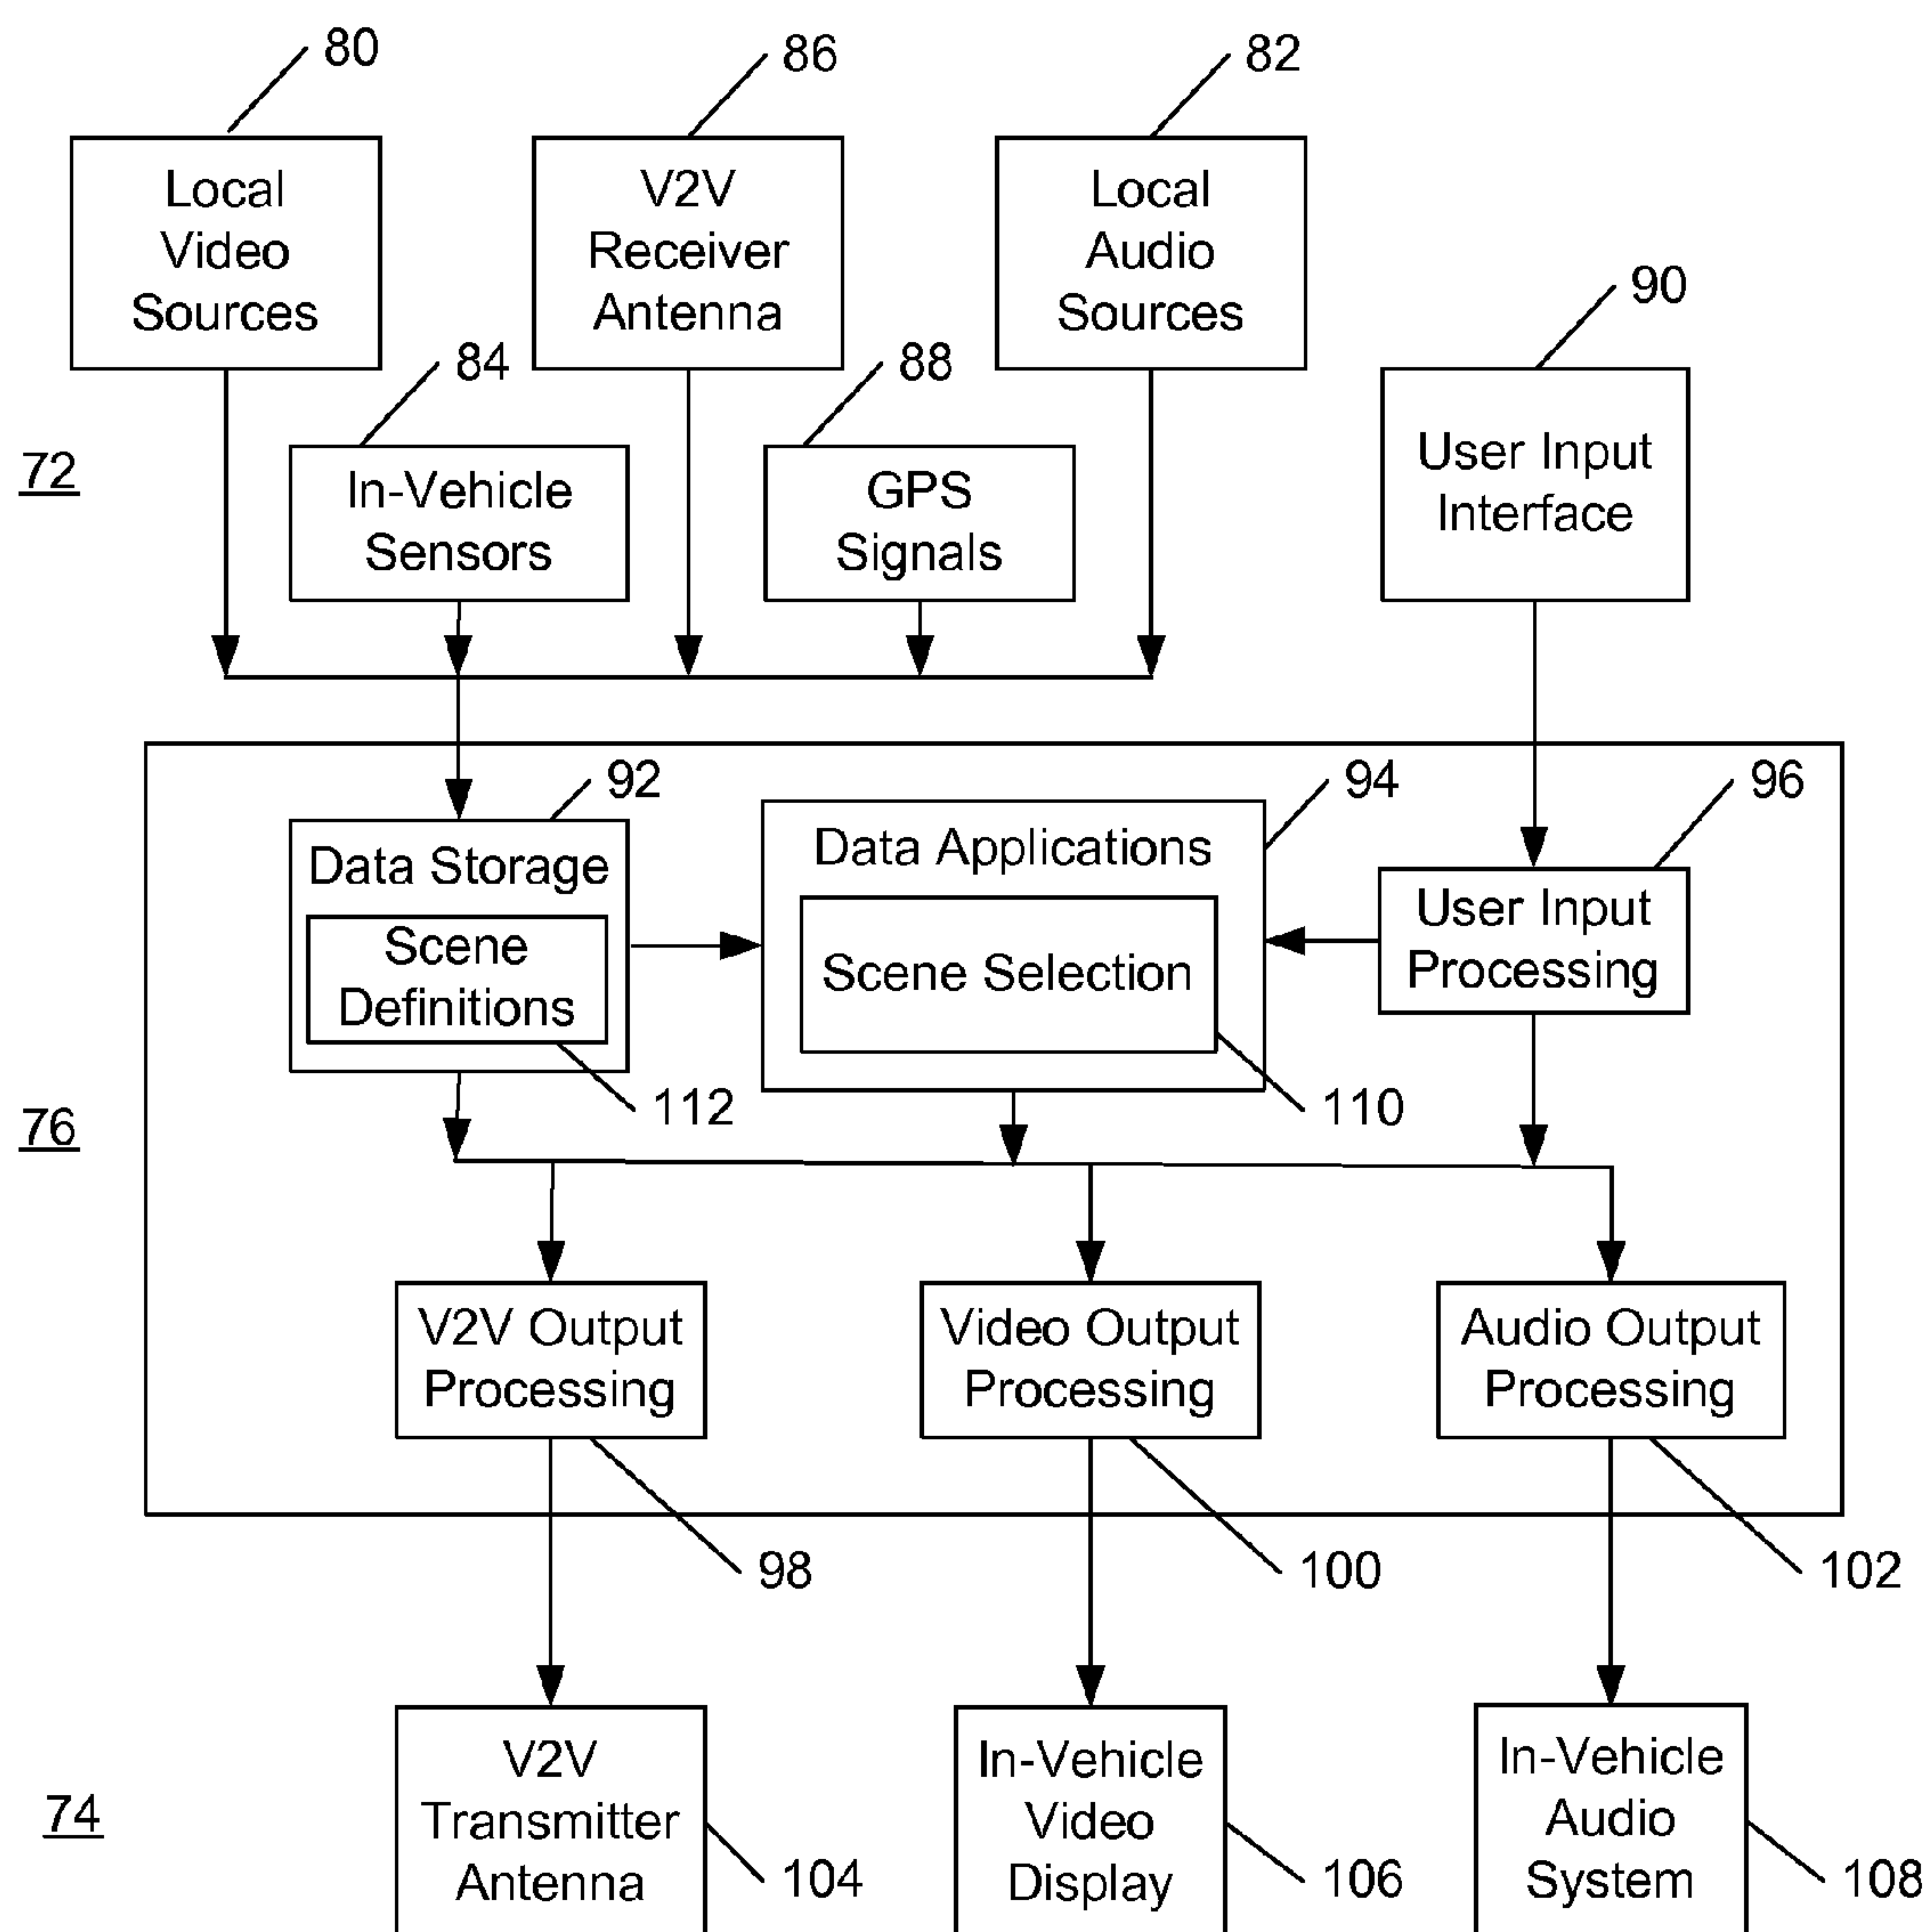 80
86
82
Local
Video
Sources
V2V
Receiver
Antenna
Local
Audio
Sources
90
84
88
72
In-Vehicle
Sensors
GPS
Signals
User Input
Interface
92
94
96
Data Storage
Scene
Definitions
Data Applications
Scene Selection
User Input
Processing
112
110
76
V2V Output
Processing
Video Output
Processing
Audio Output
Processing
98
100
102
74
V2V
Transmitter
Antenna
104
In-Vehicle
Video
Display
106
In-Vehicle
Audio
System
108